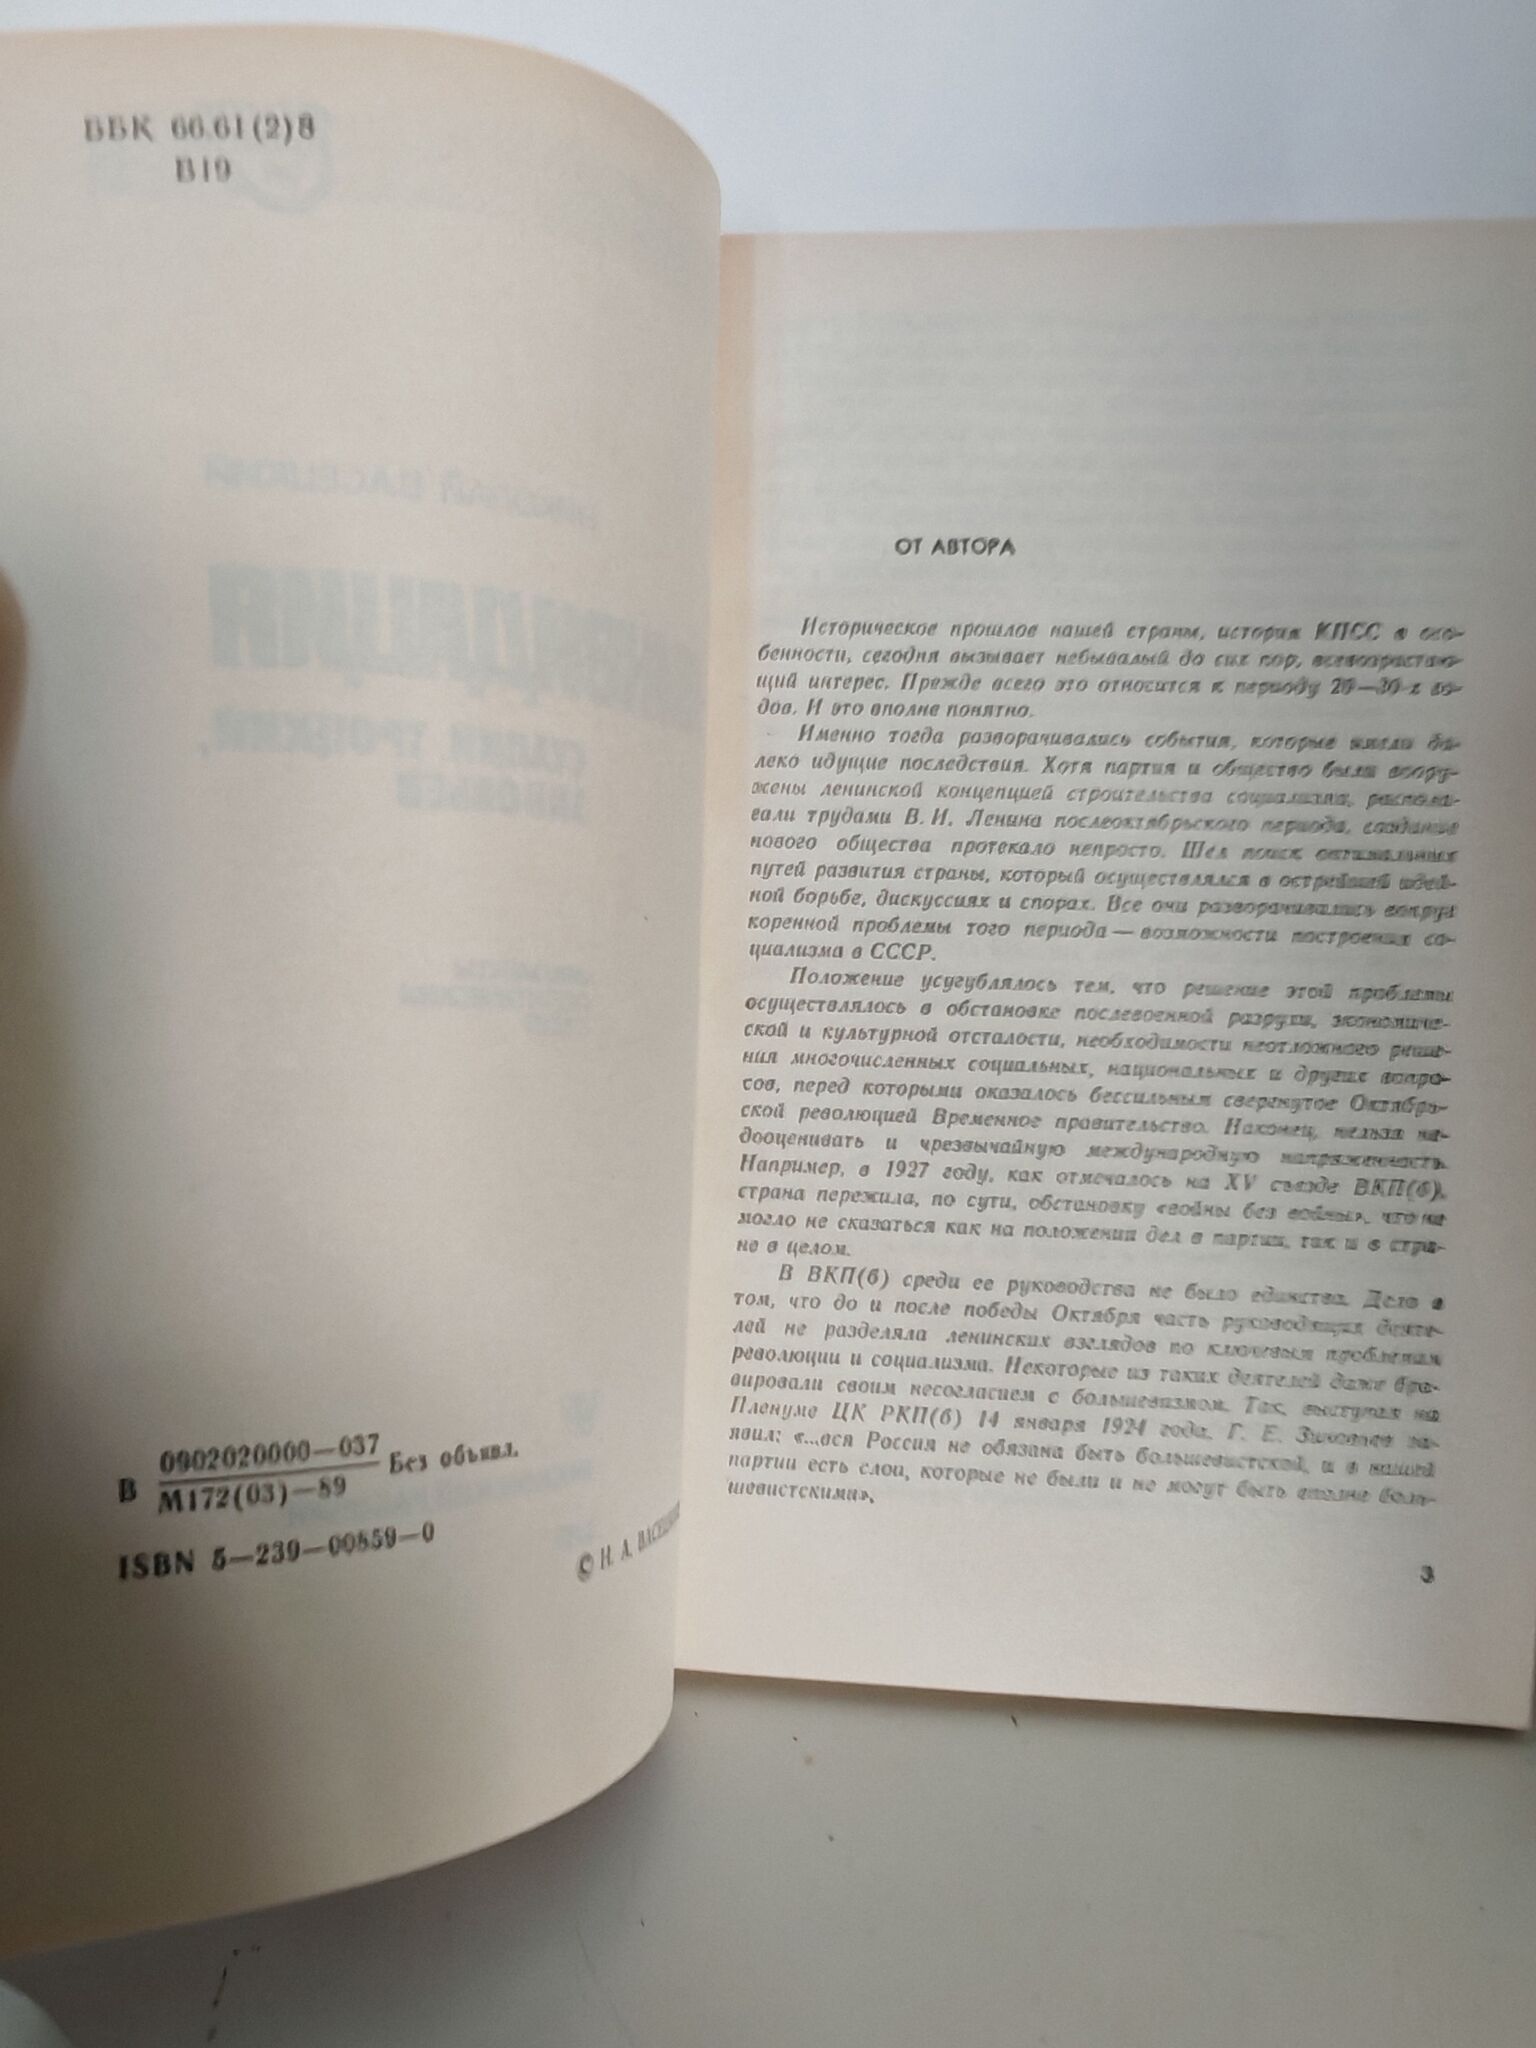 ББК 66.61(2)8
В19
В 0902020000—037 Без объявл.
М172(03)—89
ISBN 5—239—00859—0
© Н. А. ВАСЕЦКИЙ
ОТ АВТОРА
Историческое прошлое нашей страны, история КПСС в осо-
бенности, сегодня вызывает небывалый до сих пор, всевозрастаю-
щий интерес. Прежде всего это относится к периоду 20—30-х го-
дов. И это вполне понятно.
Именно тогда разворачивались события, которые имели да-
леко идущие последствия. Хотя партия и общество были воору-
жены ленинской концепцией строительства социализма, распола-
гали трудами В. И. Ленина послеоктябрьского периода, создание
нового общества протекало непросто. Шел поиск оптимальных
путей развития страны, который осуществлялся в острейшей идей-
ной борьбе, дискуссиях и спорах. Все они разворачивались вокруг
коренной проблемы того периода — возможности построения со-
циализма в СССР.
Положение усугублялось тем, что решение этой проблемы
осуществлялось в обстановке послевоенной разрухи, экономиче-
ской и культурной отсталости, необходимости неотложного реше-
ния многочисленных социальных, национальных и других вопро-
сов, перед которыми оказалось бессильным свергнутое Октябрь-
ской революцией Временное правительство. Наконец, нельзя не-
дооценивать и чрезвычайную международную напряженность.
Например, в 1927 году, как отмечалось на XV съезде ВКП(б),
страна пережила, по сути, обстановку «войны без войны», что не
могло не сказаться как на положении дел в партии, так и в стра-
не в целом.
В ВКП(б) среди ее руководства не было единства. Дело в
том, что до и после победы Октября часть руководящих деяте-
лей не разделяла ленинских взглядов по ключевым проблемам
революции и социализма. Некоторые из таких деятелей даже бра-
вировали своим несогласием с большевизмом. Так, выступая на
Пленуме ЦК РКП(б) 14 января 1924 года, Г. Е. Зиновьев за-
явил: «...вся Россия не обязана быть большевистской, и в нашей
партии есть слои, которые не были и не могут быть вполне боль-
шевистскими».
3